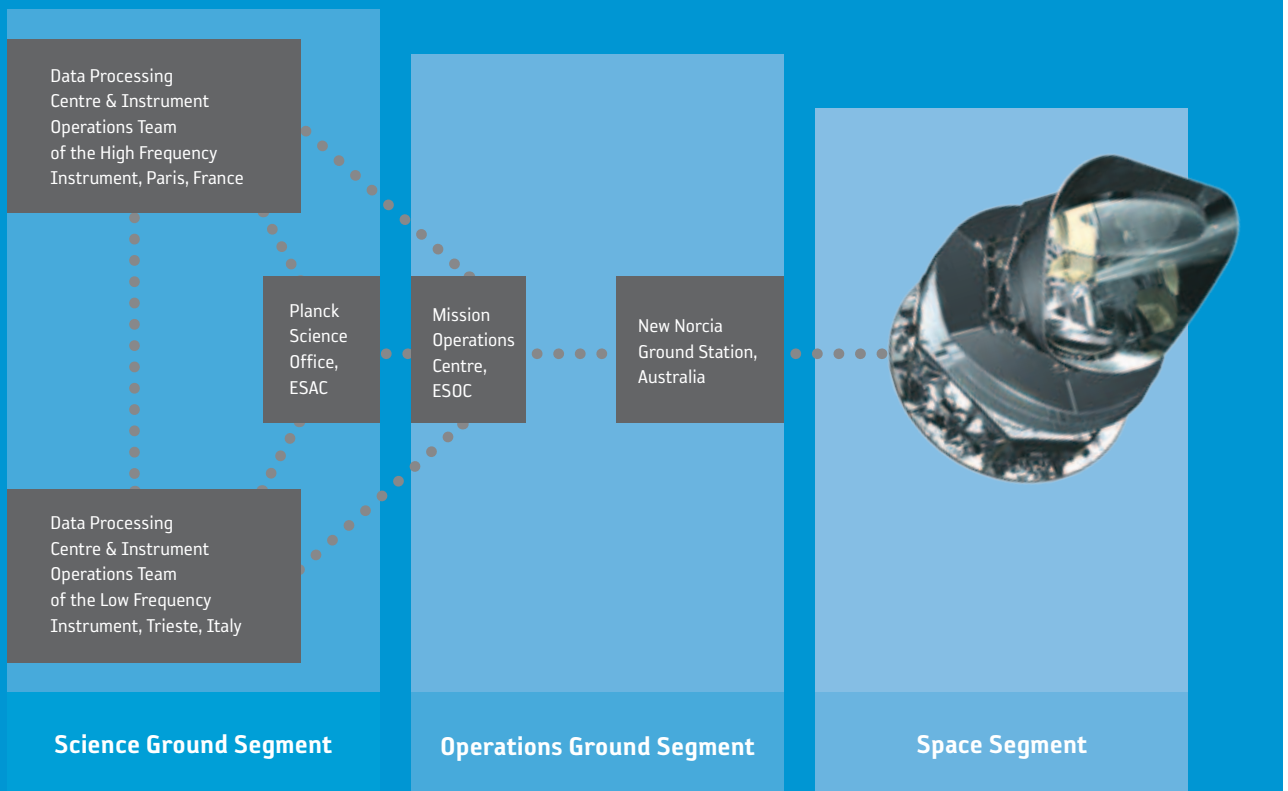 Data Processing
Centre & Instrument
Operations Team
of the High Frequency
Instrument, Paris, France
Planck
Science
Office,
ESAC
Mission
Operations
Centre,
ESOC
New Norcia
Ground Station,
Australia
Data Processing
Centre & Instrument
Operations Team
of the Low Frequency
Instrument, Trieste, Italy
Science Ground Segment
Operations Ground Segment
Space Segment